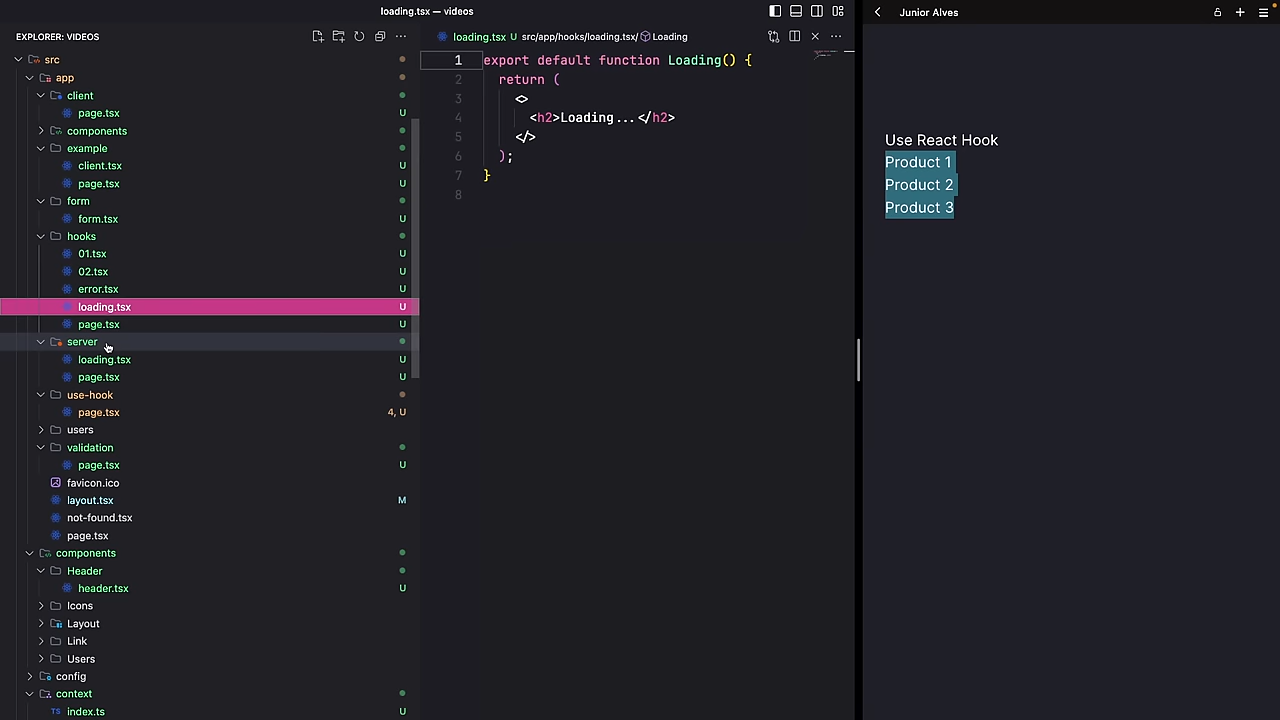 loading.tsx — videos
Junior Alves
EXPLORER: VIDEOS
src
app
client
page.tsx U
components
example
client.tsx U
page.tsx U
form
form.tsx U
hooks
01.tsx U
02.tsx U
error.tsx U
loading.tsx U
page.tsx U
server
loading.tsx U
page.tsx U
use-hook
page.tsx 4, U
users
validation
page.tsx U
favicon.ico
layout.tsx M
not-found.tsx
page.tsx
components
Header
header.tsx U
Icons
Layout
Link
Users
config
context
TS index.ts U
loading.tsx U src/app/hooks/loading.tsx/ Loading
1 export default function Loading() {
2 return (
3 <>
4 <h2>Loading...</h2>
5 </>
6 );
7 }
8
Use React Hook
Product 1
Product 2
Product 3